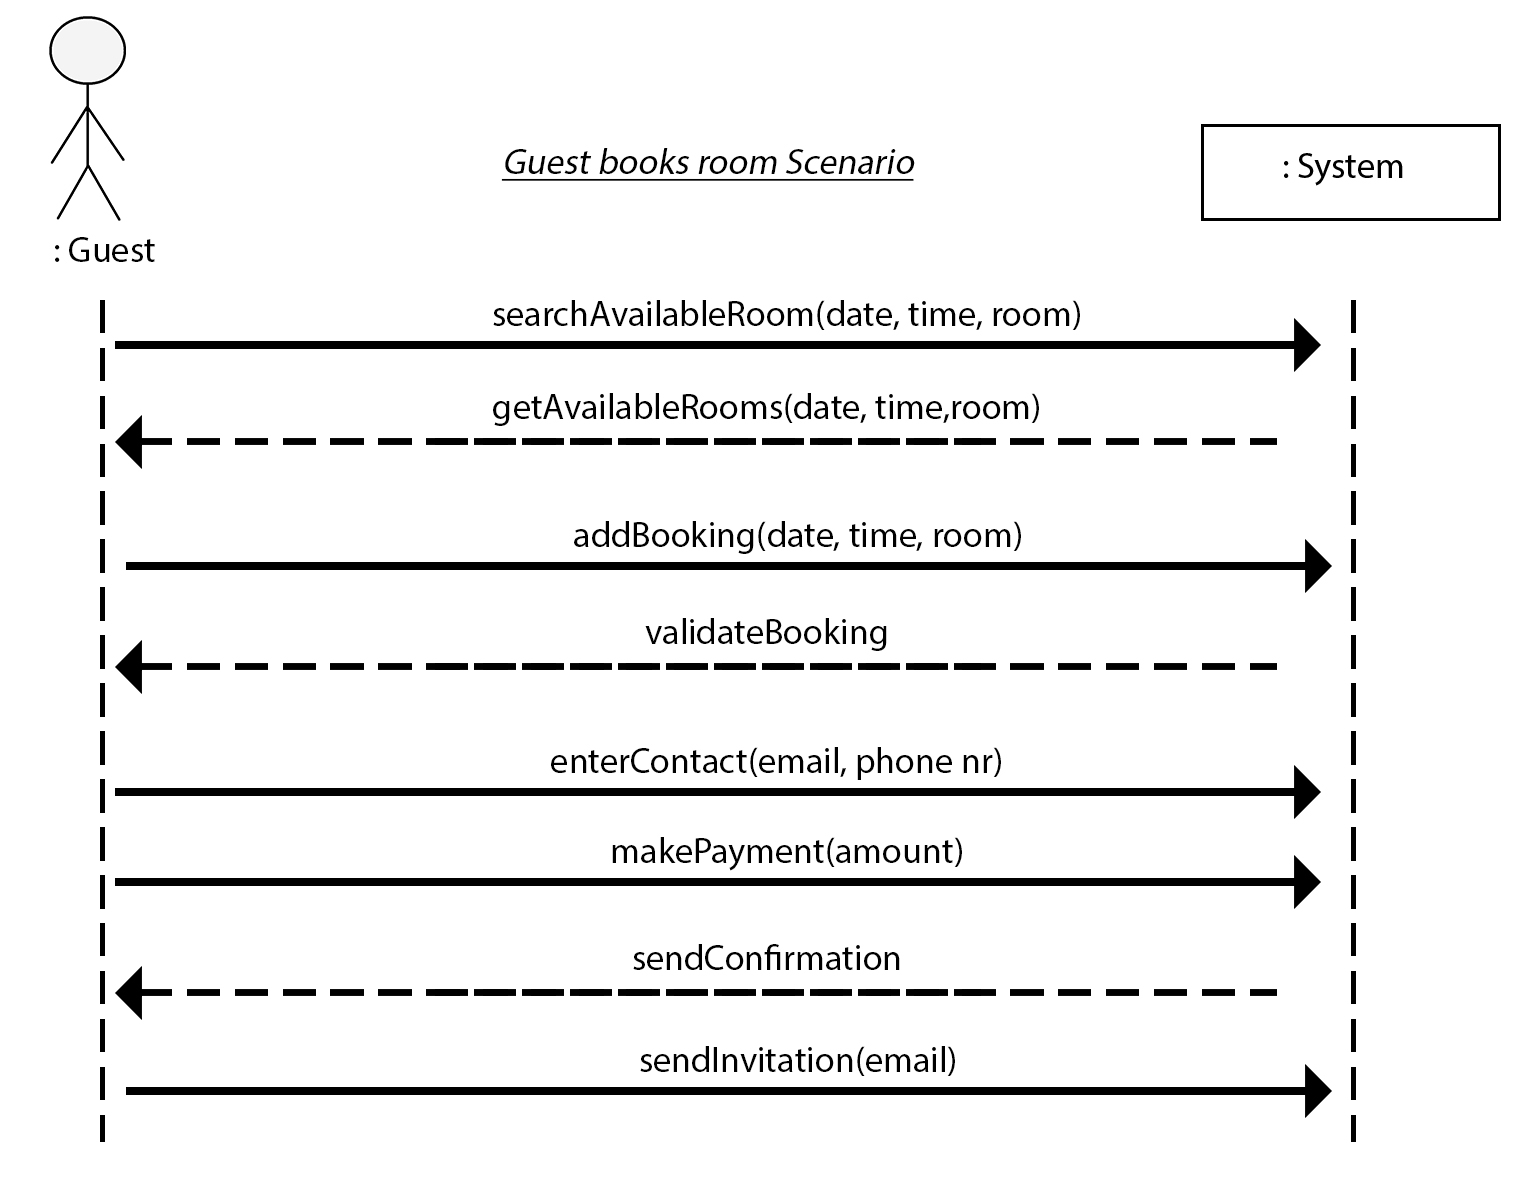 Guest books room Scenario
: System
: Guest
searchAvailableRoom(date, time, room)
getAvailableRooms(date, time,room)
addBooking(date, time, room)
validateBooking
enterContact(email, phone nr)
makePayment(amount)
sendConfirmation
sendInvitation(email)